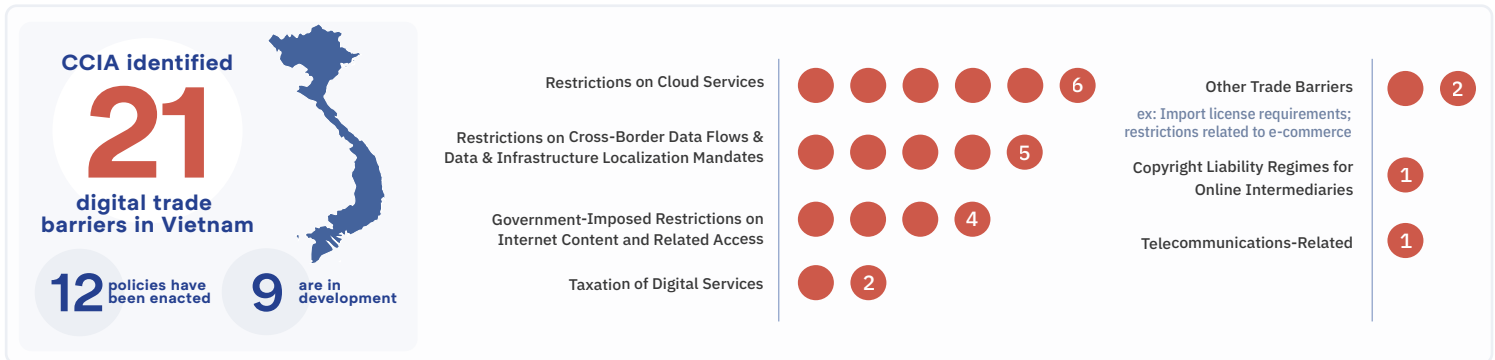 CCIA identified
21
digital trade
barriers in Vietnam
12
policies have
been enacted
9
are in
development
Restrictions on Cloud Services
6
Restrictions on Cross-Border Data Flows &
Data & Infrastructure Localization Mandates
5
Government-Imposed Restrictions on
Internet Content and Related Access
4
Taxation of Digital Services
2
Other Trade Barriers
2
ex: Import license requirements;
restrictions related to e-commerce
Copyright Liability Regimes for
Online Intermediaries
1
Telecommunications-Related
1